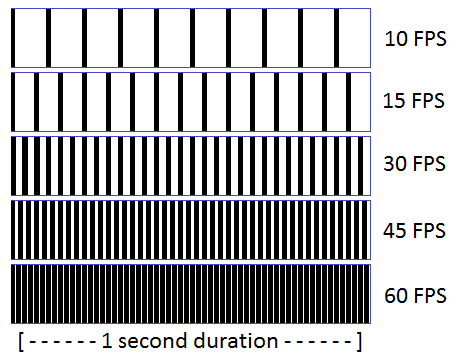 10 FPS
15 FPS
30 FPS
45 FPS
60 FPS
[ - - - - - - 1 second duration - - - - - - ]